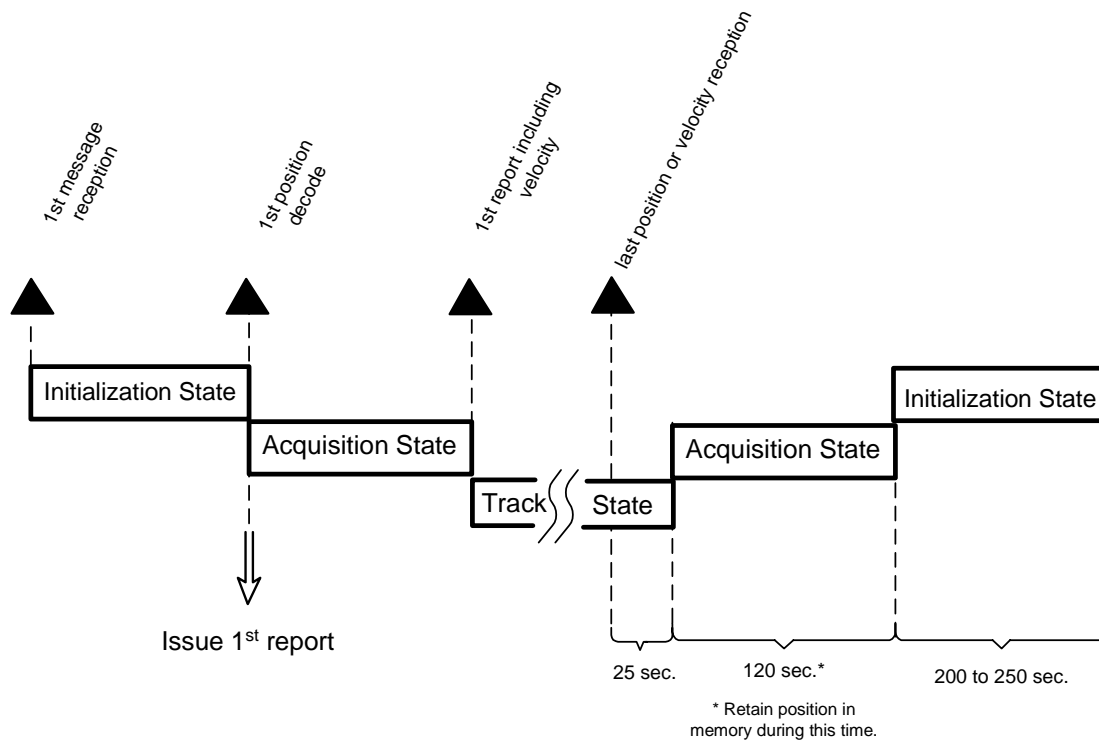 1st message
reception
1st position
decode
1st report including
velocity
last position or velocity reception
Initialization State
Initialization State
Acquisition State
Acquisition State
Track
State
Issue 1st report
25 sec.
120 sec.*
200 to 250 sec.
* Retain position in
memory during this time.